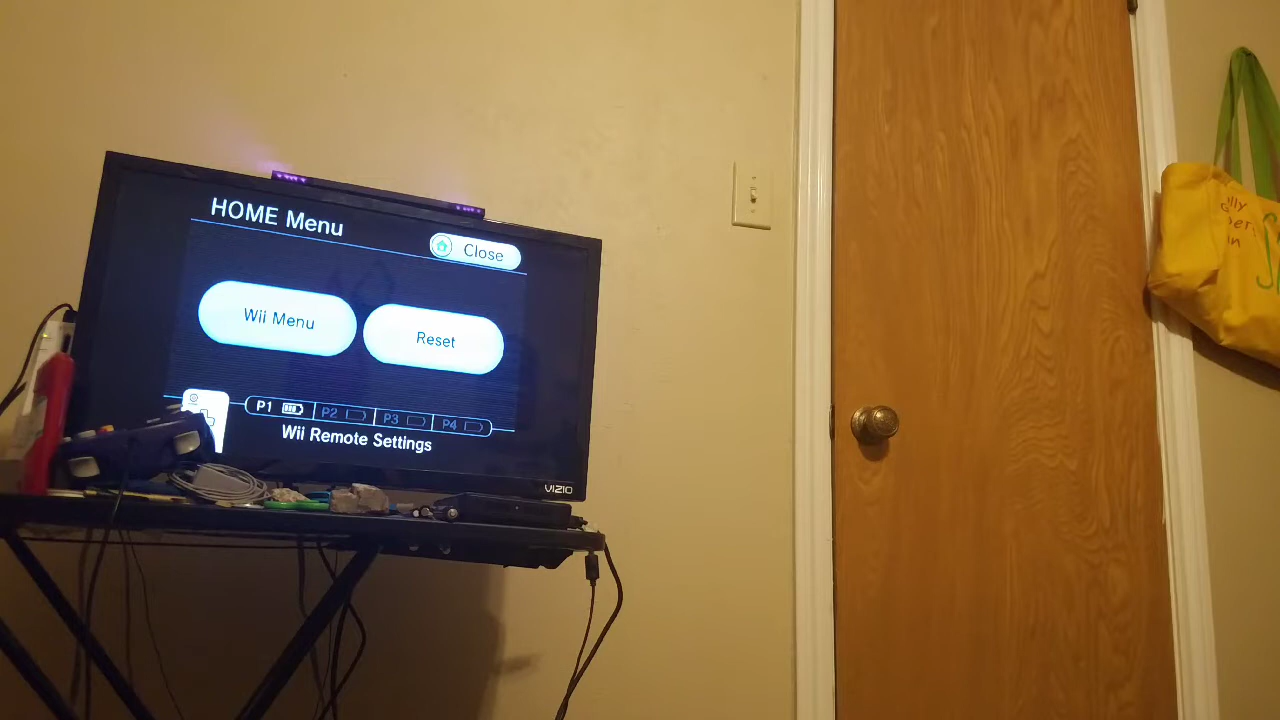 HOME Menu
Close
Wii Menu
Reset
P1 P2 P3 P4
Wii Remote Settings
VIZIO